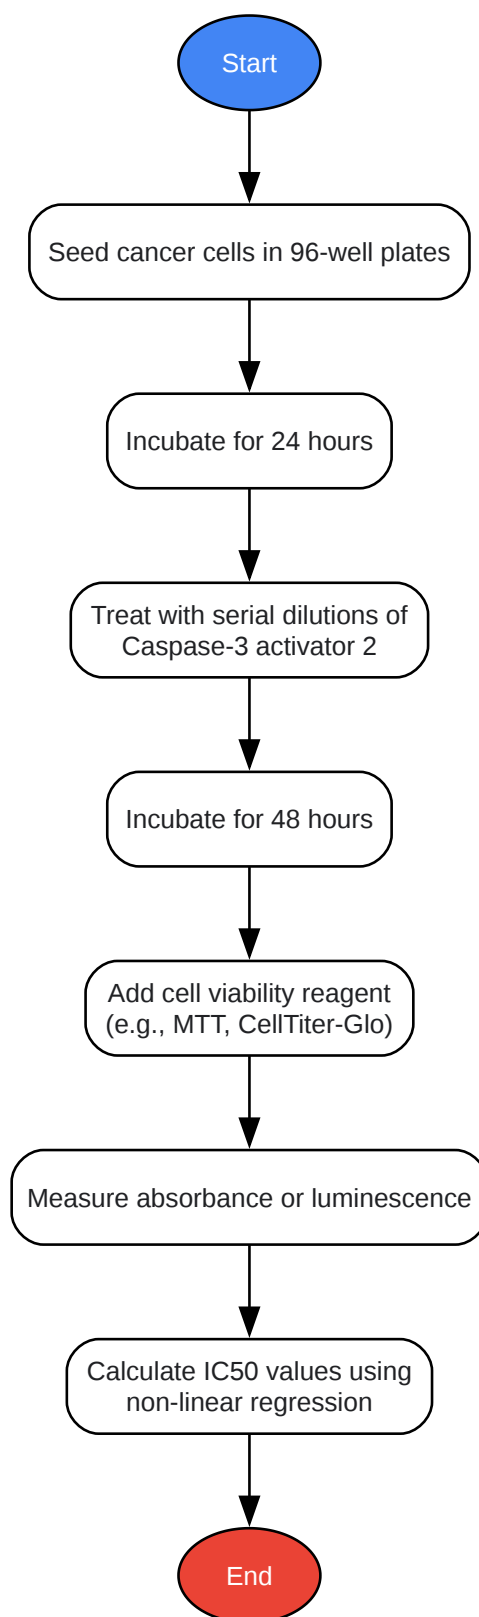 Start
Seed cancer cells in 96-well plates
Incubate for 24 hours
Treat with serial dilutions of
Caspase-3 activator 2
Incubate for 48 hours
Add cell viability reagent
(e.g., MTT, CellTiter-Glo)
Measure absorbance or luminescence
Calculate IC50 values using
non-linear regression
End